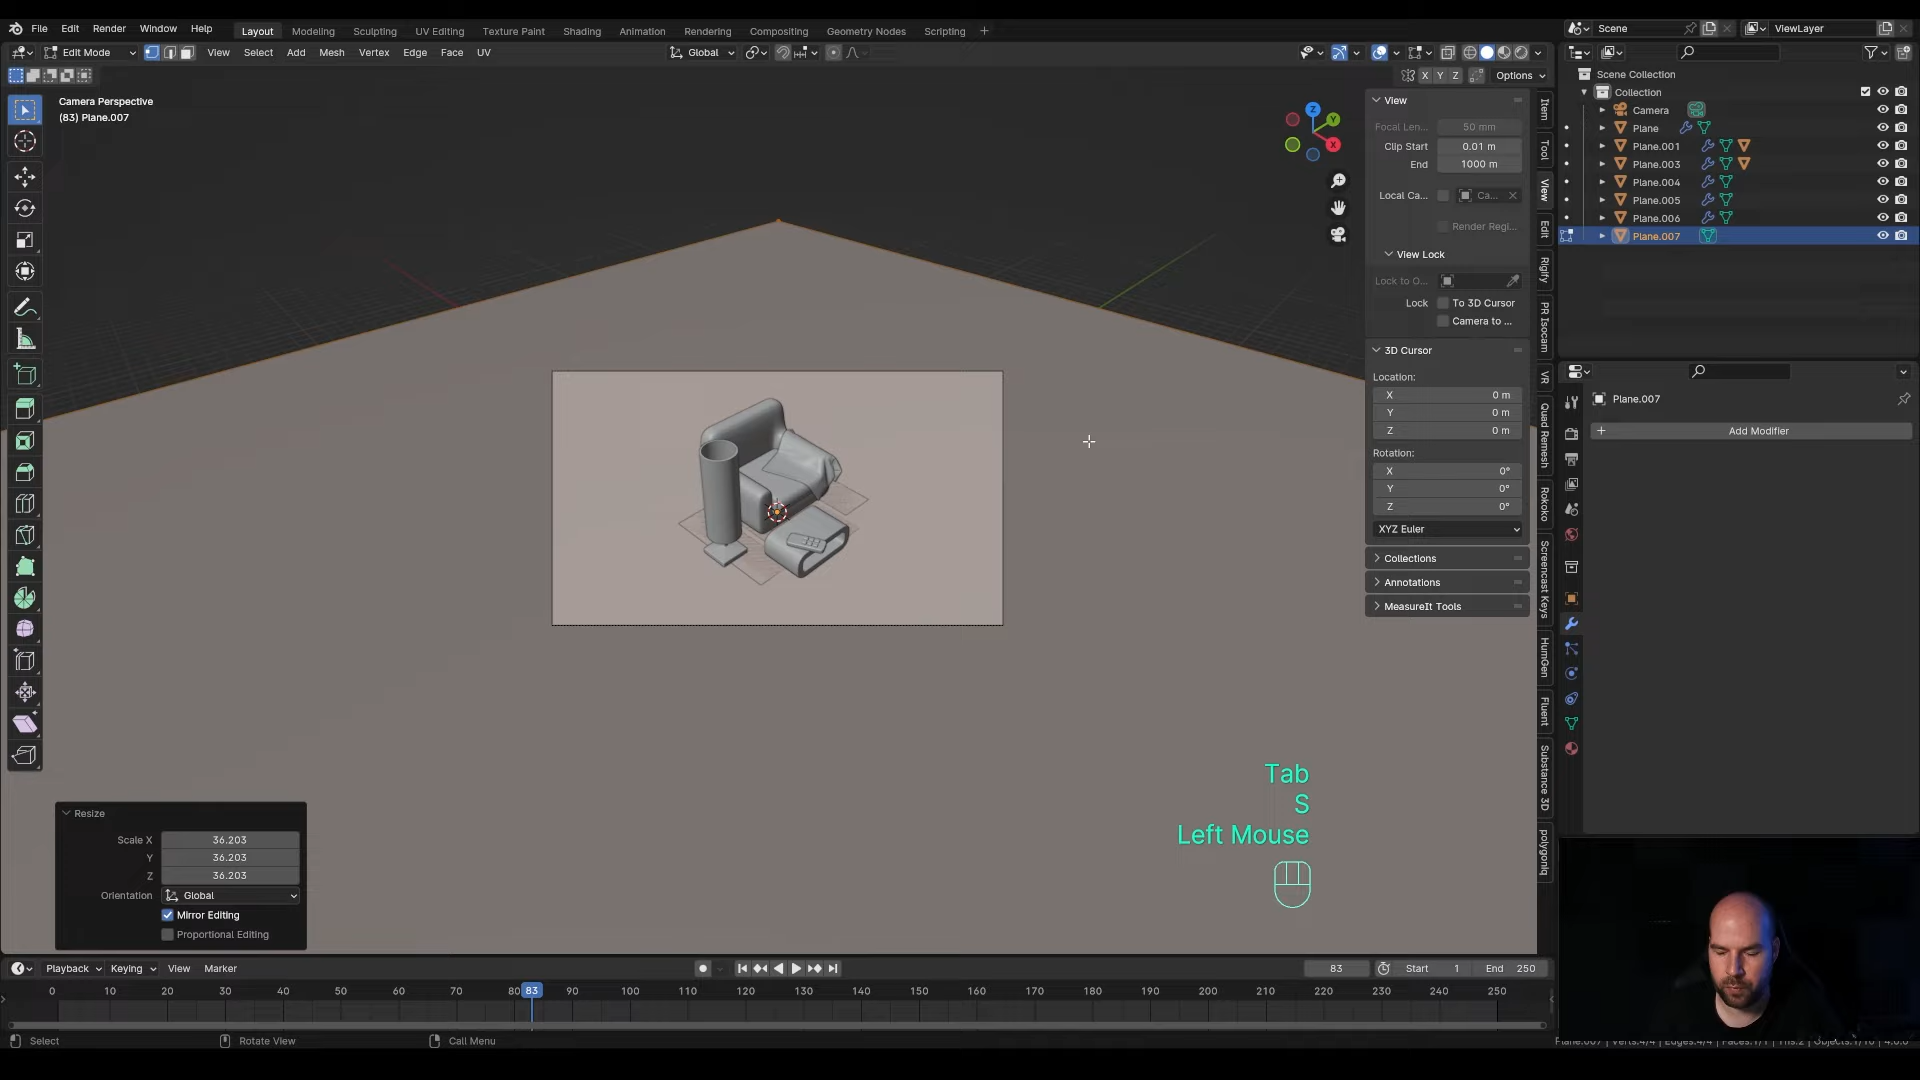 File Edit Render Window Help Layout Modeling Sculpting UV Editing Texture Paint Shading Animation Rendering Compositing Geometry Nodes Scripting + Scene ViewLayer
Edit Mode View Select Add Mesh Vertex Edge Face UV Global
X Y Z Options
Camera Perspective
(83) Plane.007
Scene Collection
Collection
Camera
Plane
Plane.001
Plane.003
Plane.004
Plane.005
Plane.006
Plane.007
Z
Y
X
View
Focal Len... 50 mm
Clip Start 0.01 m
End 1000 m
Local Ca... Ca...
Render Regi...
View Lock
Lock to O...
Lock To 3D Cursor
Camera to ...
3D Cursor
Location:
X 0 m
Y 0 m
Z 0 m
Rotation:
X 0°
Y 0°
Z 0°
XYZ Euler
Collections
Annotations
MeasureIt Tools
Item
Tool
View
Edit
Rigify
PR Isocam
VR
Quad Remesh
Rokoko
Screencast Keys
HumGen
Fluent
Substance 3D
polygoniq
Plane.007
+ Add Modifier
Tab
S
Left Mouse
Resize
Scale X 36.203
Y 36.203
Z 36.203
Orientation Global
Mirror Editing
Proportional Editing
Playback Keying View Marker 83 Start 1 End 250
0 10 20 30 40 50 60 70 80 83 90 100 110 120 130 140 150 160 170 180 190 200 210 220 230 240 250
Select Rotate View Call Menu